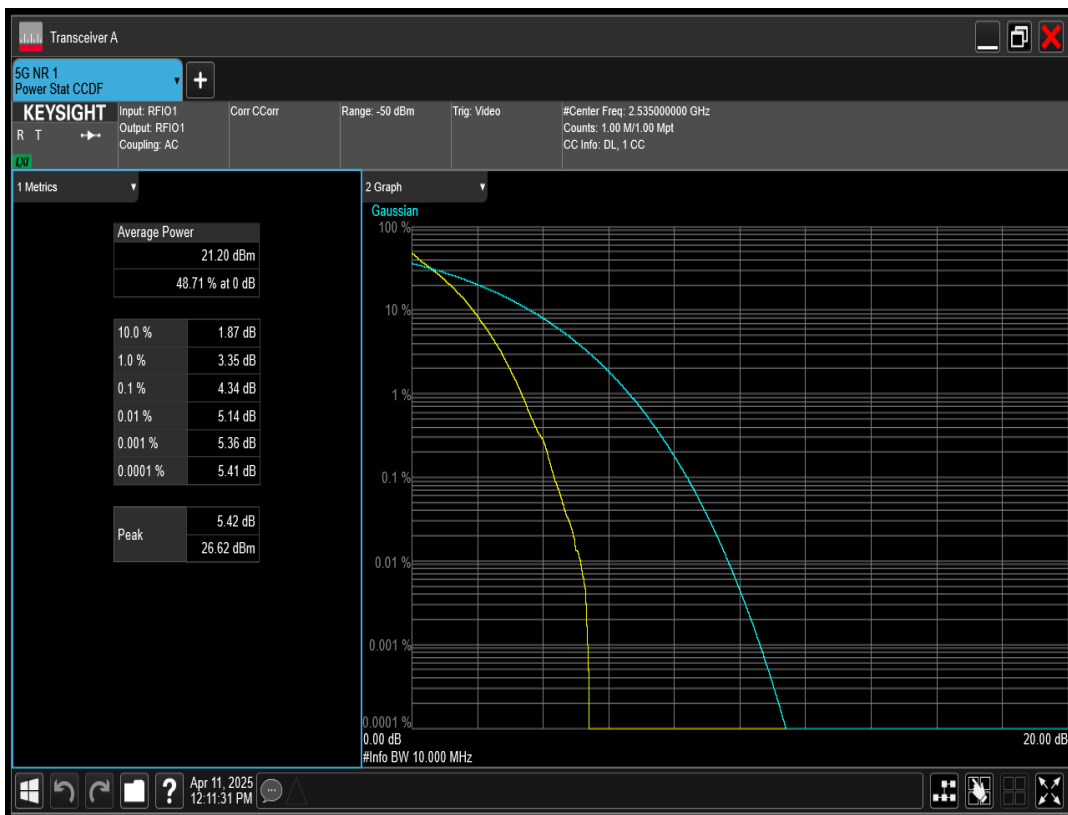 Transceiver A
5G NR 1
Power Stat CCDF
+
KEYSIGHT
R T
LXI
Input: RFIO1
Output: RFIO1
Coupling: AC
Corr CCorr
Range: -50 dBm
Trig: Video
#Center Freq: 2.535000000 GHz
Counts: 1.00 M/1.00 Mpt
CC Info: DL, 1 CC
1 Metrics
Average Power
21.20 dBm
48.71 % at 0 dB
10.0 % 1.87 dB
1.0 % 3.35 dB
0.1 % 4.34 dB
0.01 % 5.14 dB
0.001 % 5.36 dB
0.0001 % 5.41 dB
Peak
5.42 dB
26.62 dBm
2 Graph
Gaussian
100 %
10 %
1 %
0.1 %
0.01 %
0.001 %
0.0001 %
0.00 dB 20.00 dB
#Info BW 10.000 MHz
?
Apr 11, 2025
12:11:31 PM